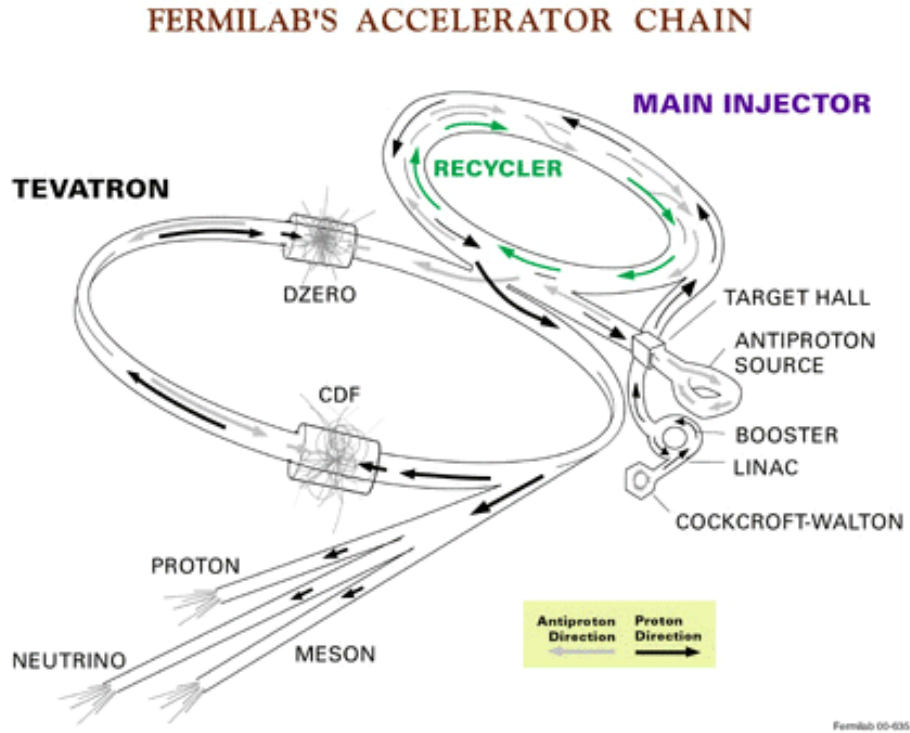 FERMILAB'S ACCELERATOR CHAIN
MAIN INJECTOR
RECYCLER
TEVATRON
DZERO
TARGET HALL
ANTIPROTON
SOURCE
CDF
BOOSTER
LINAC
COCKCROFT-WALTON
PROTON
NEUTRINO
MESON
Antiproton Direction
Proton Direction
Fermilab 00-635